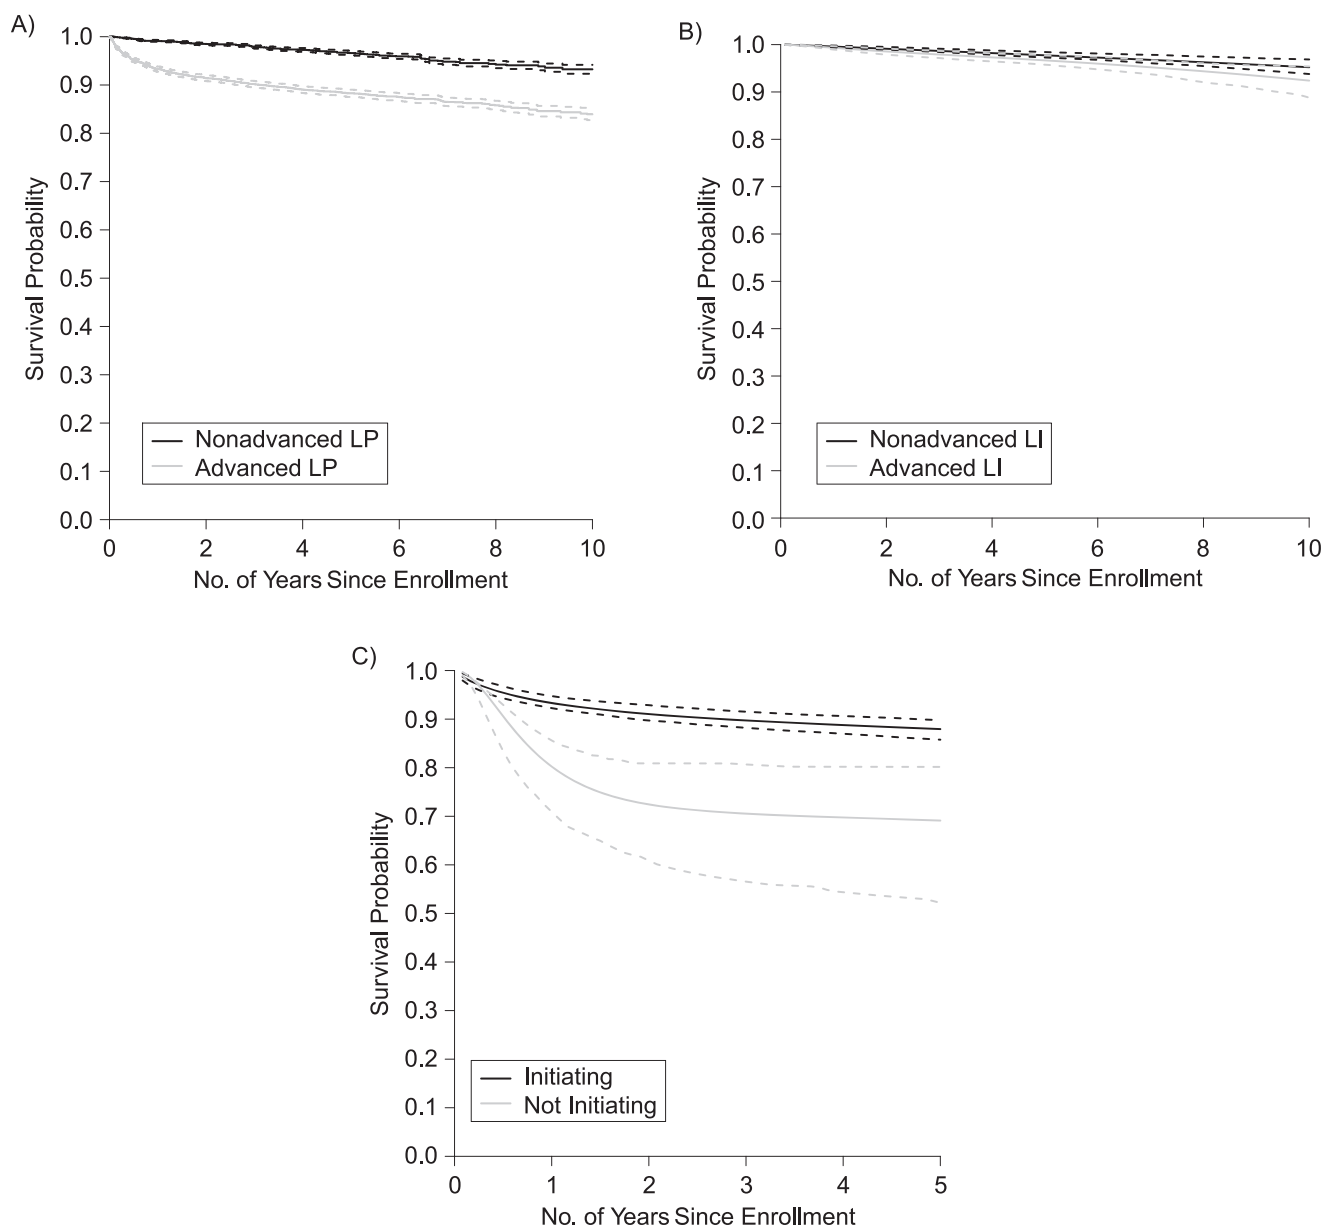 A)
1.0
0.9
0.8
0.7
0.6
0.5
0.4
0.3
0.2
0.1
0.0
Survival Probability
Nonadvanced LP
Advanced LP
0 2 4 6 8 10
No. of Years Since Enrollment
B)
1.0
0.9
0.8
0.7
0.6
0.5
0.4
0.3
0.2
0.1
0.0
Survival Probability
Nonadvanced LI
Advanced LI
0 2 4 6 8 10
No. of Years Since Enrollment
C)
1.0
0.9
0.8
0.7
0.6
0.5
0.4
0.3
0.2
0.1
0.0
Survival Probability
Initiating
Not Initiating
0 1 2 3 4 5
No. of Years Since Enrollment